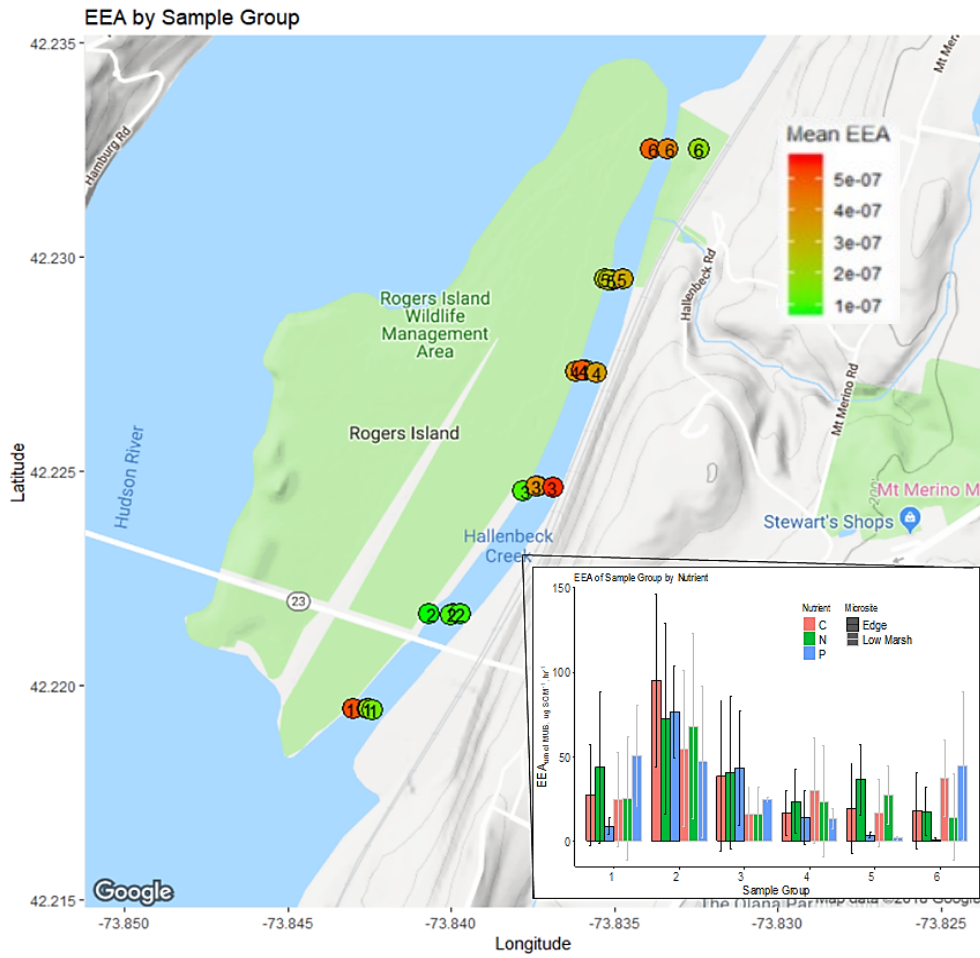 EEA by Sample Group
42.235
42.230
42.225
42.220
42.215
Latitude
-73.850
-73.845
-73.840
-73.835
-73.830
-73.825
Longitude
Hamburg Rd
Mt Mer
Mean EEA
5e-07
4e-07
3e-07
2e-07
1e-07
6 6 6
5 5
Hallenbeck Rd
Rogers Island
Wildlife
Management
Area
4 4
Mt Merino Rd
Rogers Island
Hudson River
3 3 3
Mt Merino M
Stewart's Shops
Hallenbeck
Creek
23
2 2 2
1 1 1
Google
EEA of Sample Group by Nutrient
150
100
50
0
Nutrient
C
N
P
Microsite
Edge
Low Marsh
1
2
3
4
5
6
Sample Group